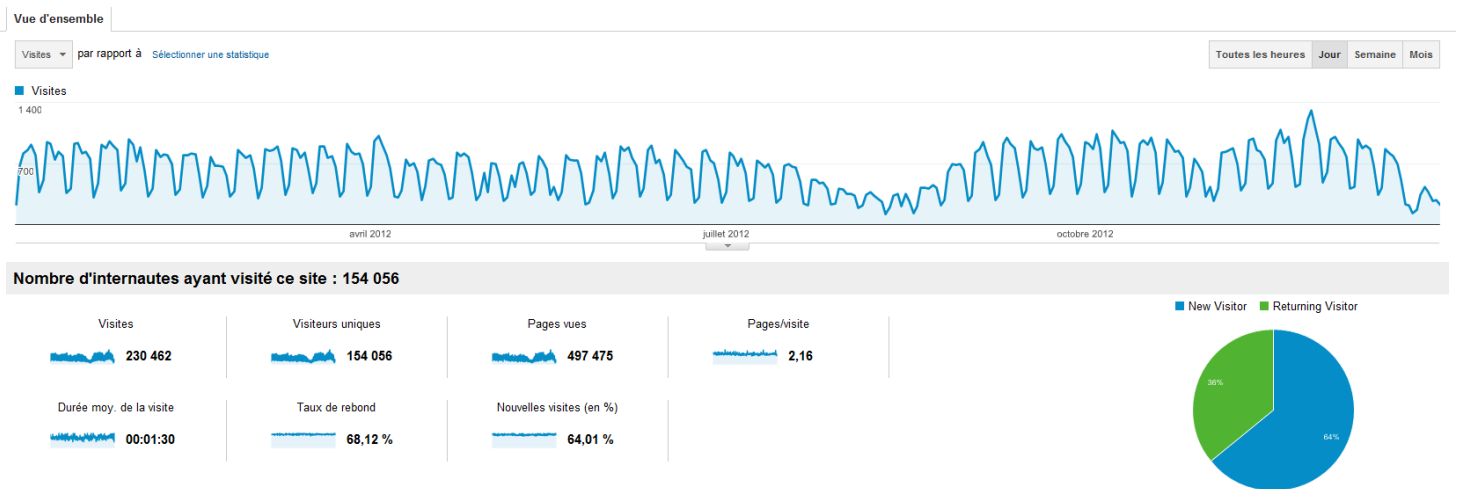 Vue d'ensemble
Visites par rapport à Sélectionner une statistique
Toutes les heures Jour Semaine Mois
Visites
1 400
700
avril 2012 juillet 2012 octobre 2012
Nombre d'internautes ayant visité ce site : 154 056
New Visitor Returning Visitor
Visites Visiteurs uniques Pages vues Pages/visite
230 462 154 056 497 475 2,16
36%
Durée moy. de la visite Taux de rebond Nouvelles visites (en %)
00:01:30 68,12 % 64,01 %
64%